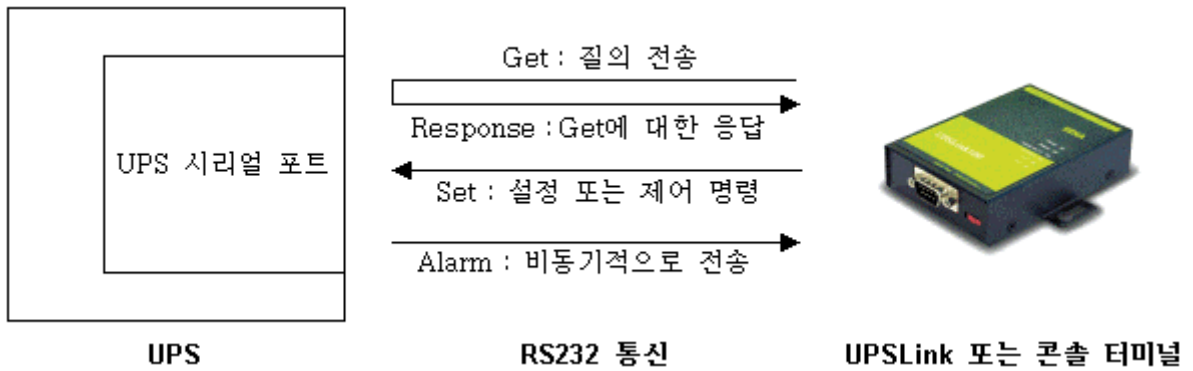 Get : 질의 전송
Response : Get에 대한 응답
UPS 시리얼 포트
Set : 설정 또는 제어 명령
Alarm : 비동기적으로 전송
UPS
RS232 통신
UPSLink 또는 콘솔 터미널